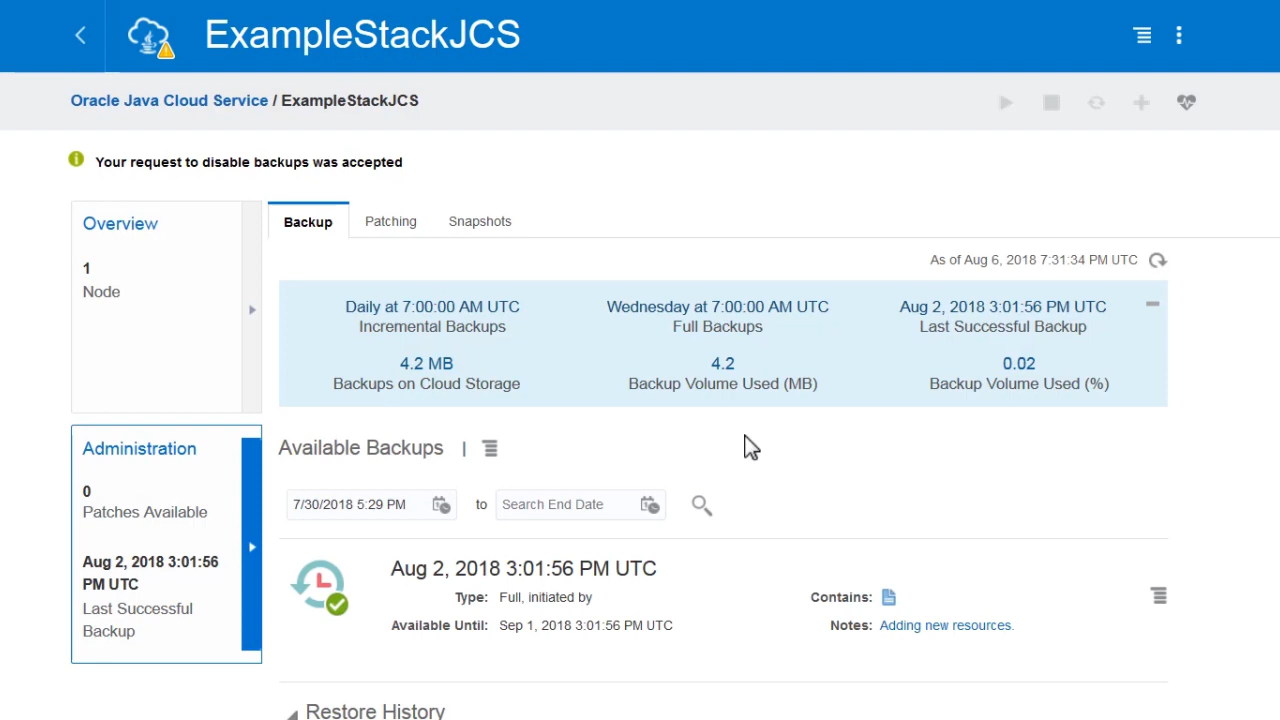 ExampleStackJCS
Oracle Java Cloud Service / ExampleStackJCS
Your request to disable backups was accepted
Overview
1
Node
Administration
0
Patches Available
Aug 2, 2018 3:01:56
PM UTC
Last Successful
Backup
Backup Patching Snapshots
As of Aug 6, 2018 7:31:34 PM UTC
Daily at 7:00:00 AM UTC Wednesday at 7:00:00 AM UTC Aug 2, 2018 3:01:56 PM UTC
Incremental Backups Full Backups Last Successful Backup
4.2 MB 4.2 0.02
Backups on Cloud Storage Backup Volume Used (MB) Backup Volume Used (%)
Available Backups |
7/30/2018 5:29 PM to Search End Date
Aug 2, 2018 3:01:56 PM UTC
Type: Full, initiated by Contains:
Available Until: Sep 1, 2018 3:01:56 PM UTC Notes: Adding new resources.
Restore History